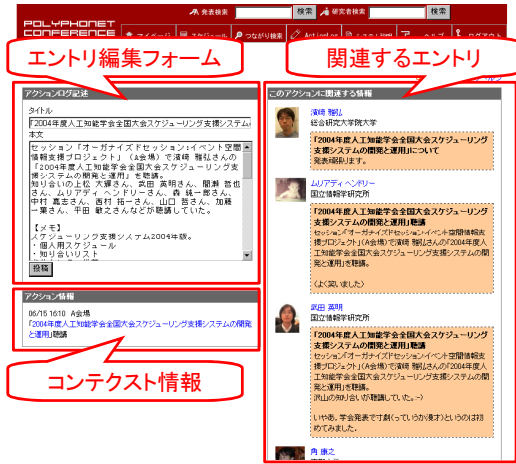 発表検索
検索
研究者検索
検索
POLYPHONET
CONFERENCE
エントリ編集フォーム
関連するエントリ
アクションログ記述
タイトル
「2004年度人工知能学会全国大会スケジューリング支援システム
本文
セッション「オーガナイズドセッション:イベント空間
情報支援プロジェクト」(A会場)で濱崎 雅弘さんの
「2004年度人工知能学会全国大会スケジューリング支
援システムの開発と運用」を聴講。
知り合いの上松 大輝さん、武田 英明さん、間瀬 哲也
さん、ムリアディ ヘンドリーさん、森 純一郎さん、
中村 嘉志さん、西村 拓一さん、山口 哲さん、加藤
一葉さん、平田 敏之さんなどが聴講していた。
【メモ】
スケジューリング支援システム2004年版。
・個人用スケジュール
・知り合いリスト
投稿
アクション情報
06/15 16:10 A会場
「2004年度人工知能学会全国大会スケジューリング支援システムの開発
と運用」聴講
コンテクスト情報
このアクションに関連する情報
濱崎 雅弘
総合研究大学院大学
「2004年度人工知能学会全国大会スケジューリング
支援システムの開発と運用」について
発表頑張ります。
ムリアディ ヘンドリー
国立情報学研究所
「2004年度人工知能学会全国大会スケジューリング
支援システムの開発と運用」聴講
セッション「オーガナイズドセッション:イベント空間情報支
援プロジェクト」(A会場)で濱崎 雅弘さんの「2004年度人
工知能学会全国大会スケジューリング支援システムの開
発と運用」を聴講。
(よく笑いました)
武田 英明
国立情報学研究所
「2004年度人工知能学会全国大会スケジューリング
支援システムの開発と運用」聴講
セッション「オーガナイズドセッション:イベント空間情報支
援プロジェクト」(A会場)で濱崎 雅弘さんの「2004年度人
工知能学会全国大会スケジューリング支援システムの開
発と運用」を聴講。
沢山の知り合いが聴講していた。:-)
いやあ、学会発表で寸劇(っていうか漫才)というのは初
めてみました。
角 康之